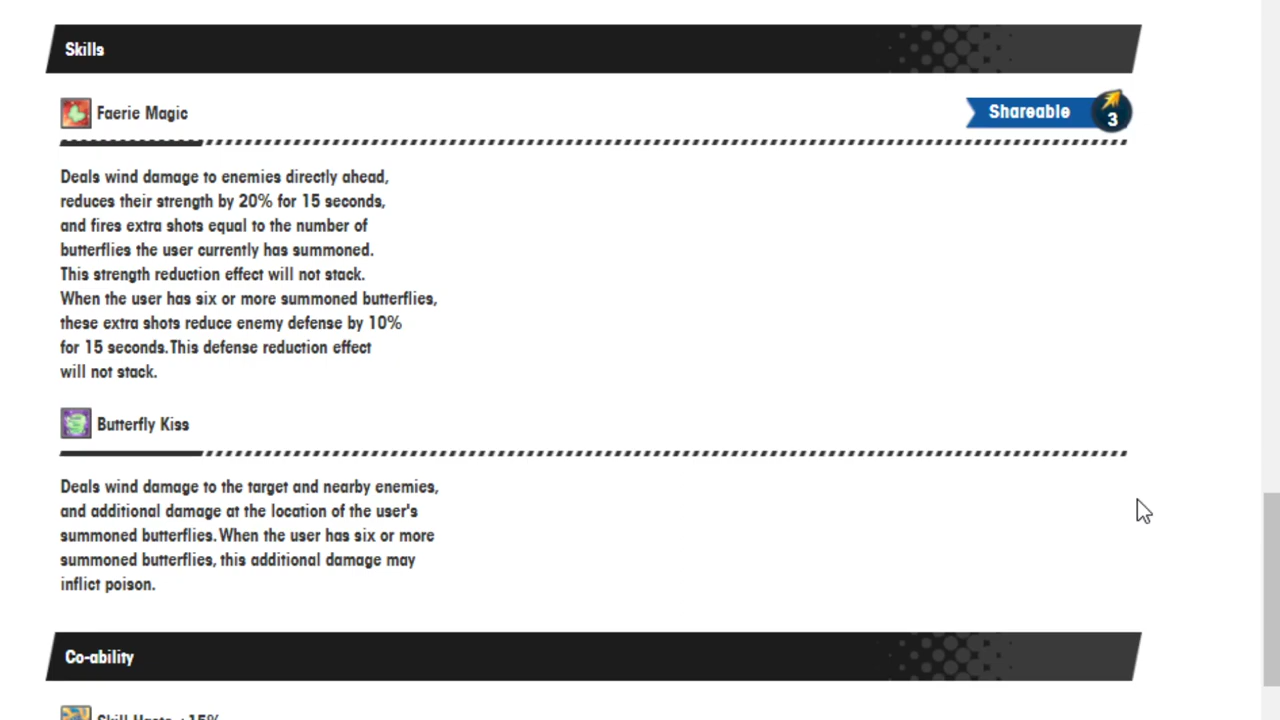 Skills
Faerie Magic
Shareable
3
Deals wind damage to enemies directly ahead,
reduces their strength by 20% for 15 seconds,
and fires extra shots equal to the number of
butterflies the user currently has summoned.
This strength reduction effect will not stack.
When the user has six or more summoned butterflies,
these extra shots reduce enemy defense by 10%
for 15 seconds. This defense reduction effect
will not stack.
Butterfly Kiss
Deals wind damage to the target and nearby enemies,
and additional damage at the location of the user's
summoned butterflies. When the user has six or more
summoned butterflies, this additional damage may
inflict poison.
Co-ability
Skill Haste +15%